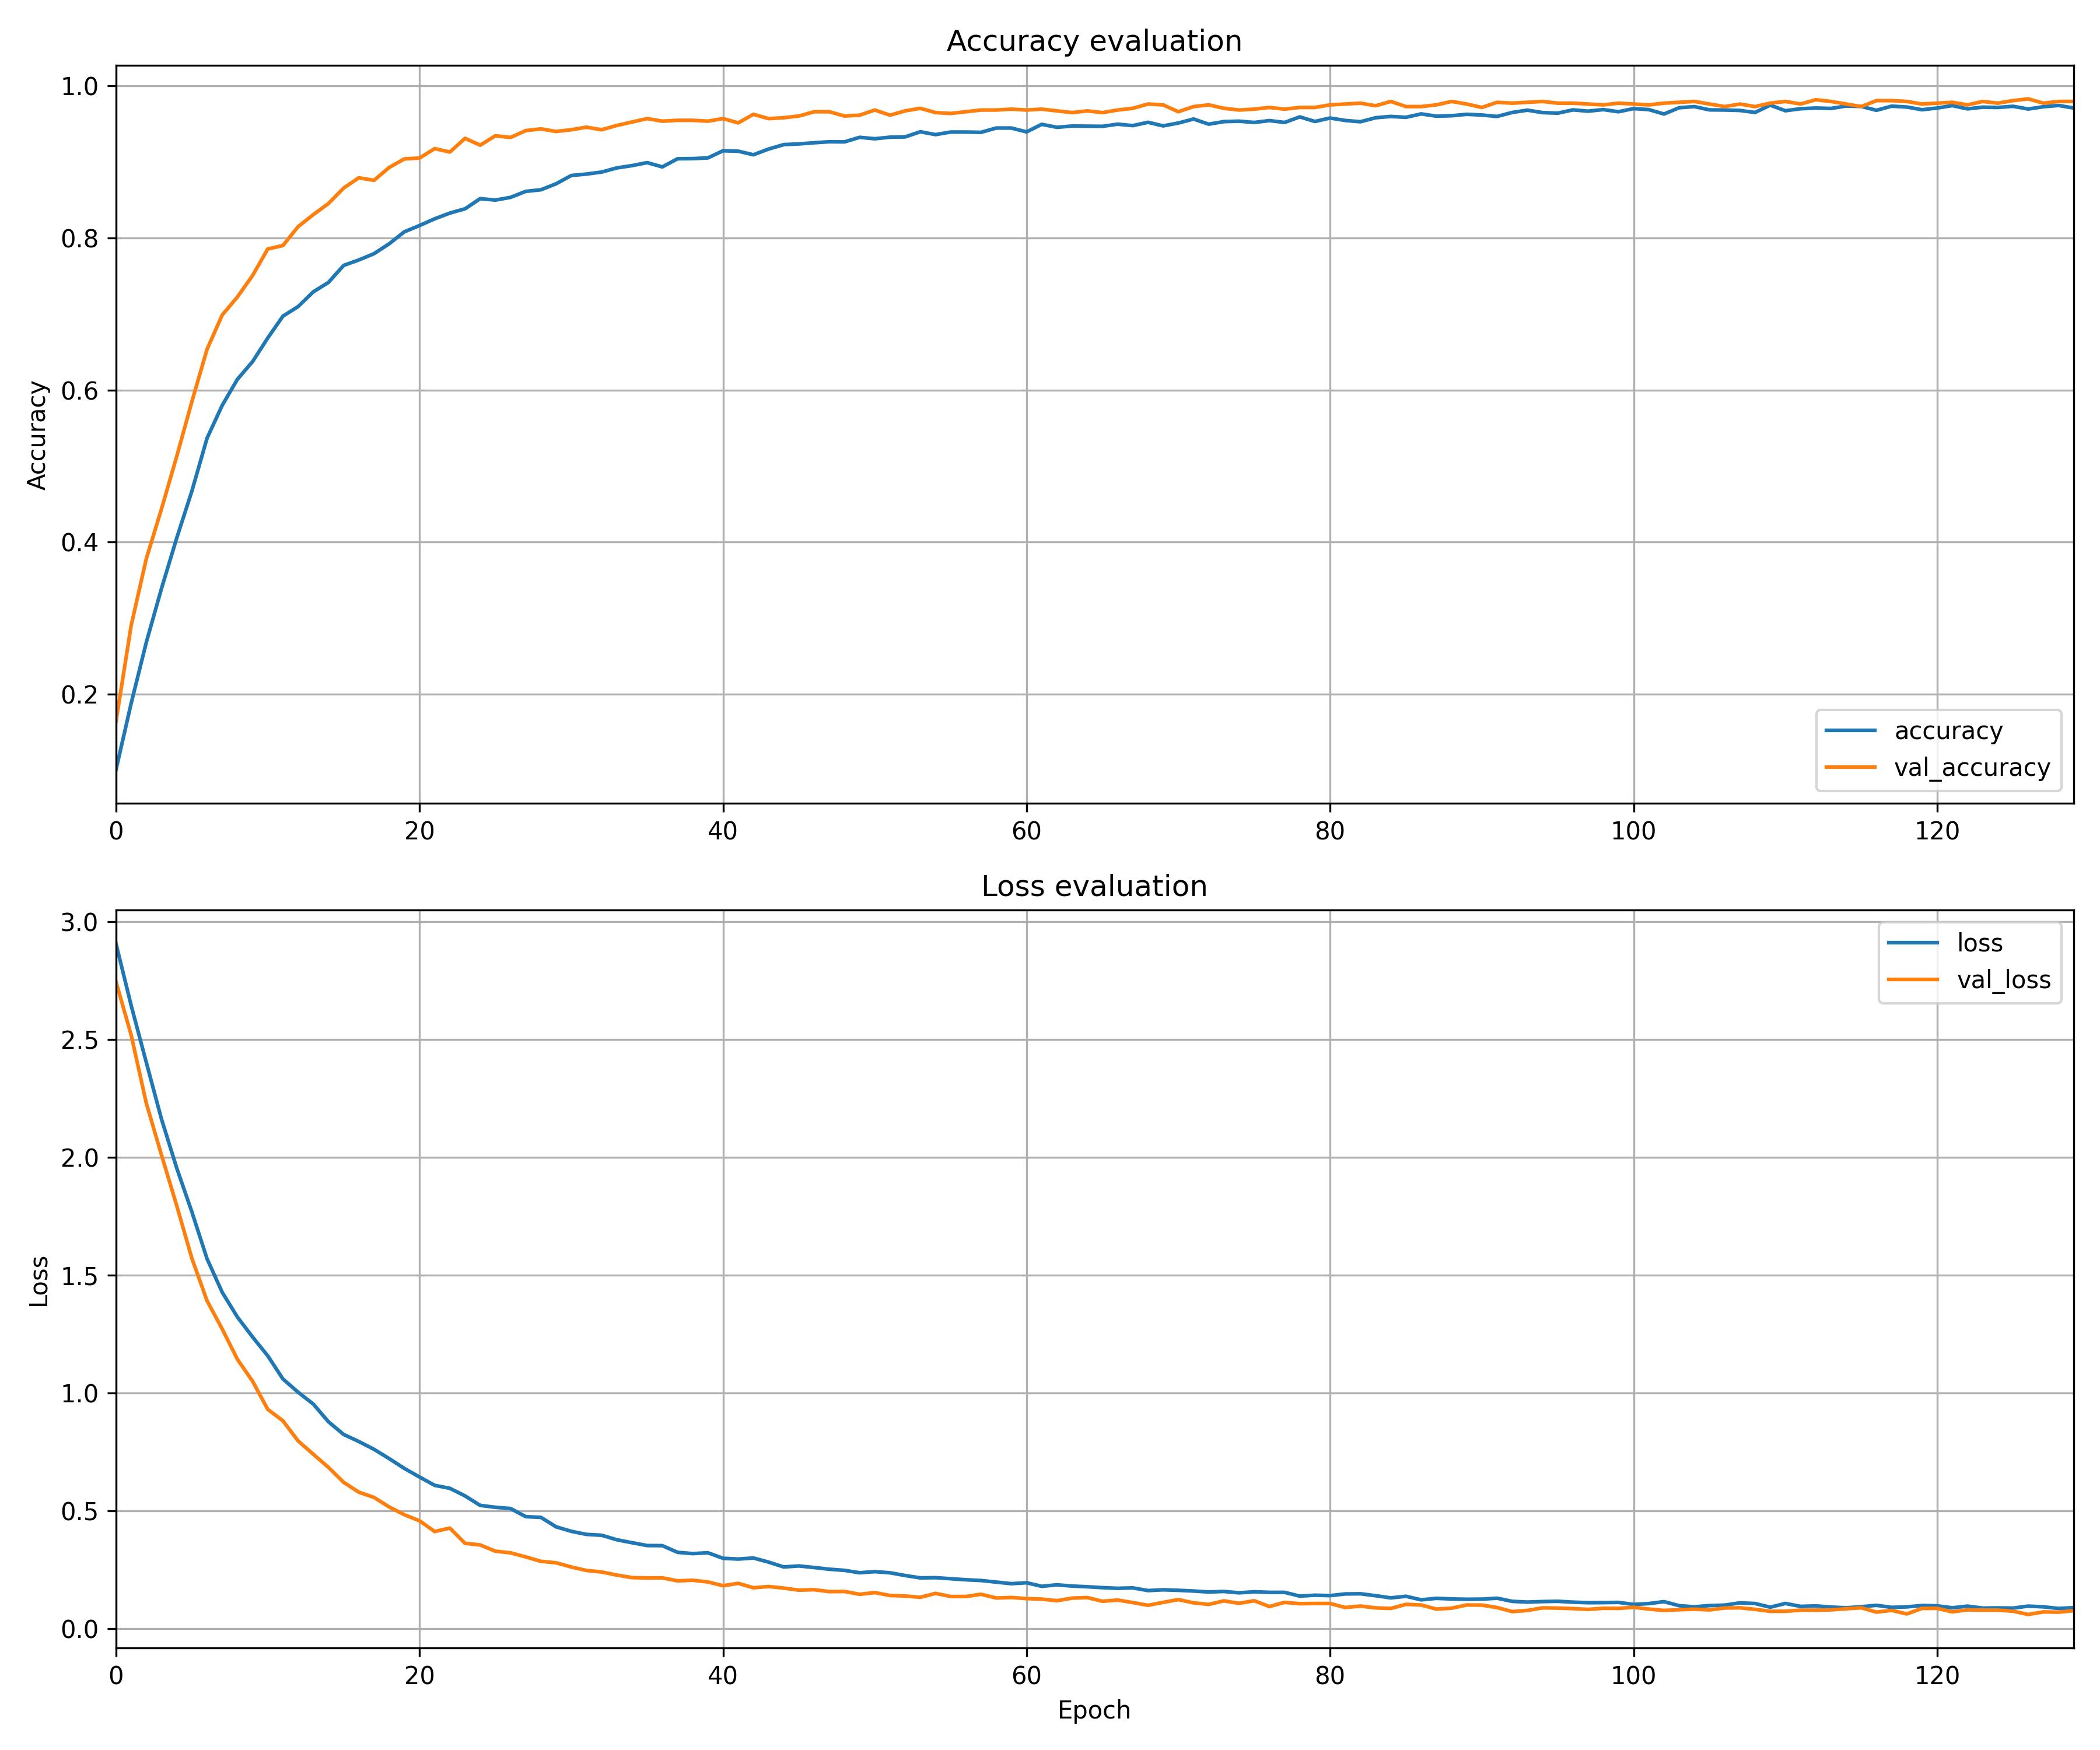 Accuracy evaluation
1.0
0.8
0.6
0.4
0.2
Accuracy
accuracy
val_accuracy
0 20 40 60 80 100 120
Loss evaluation
3.0
2.5
2.0
1.5
1.0
0.5
0.0
Loss
loss
val_loss
0 20 40 60 80 100 120
Epoch